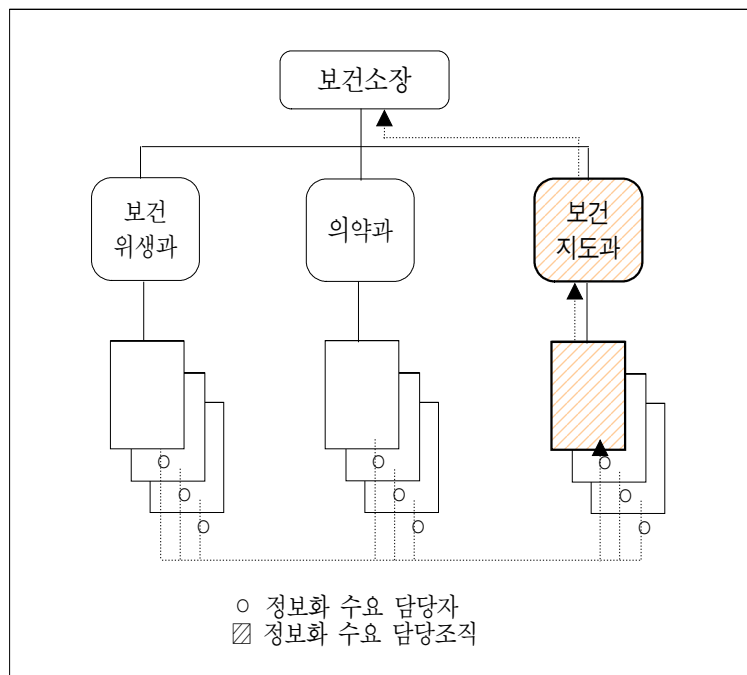 보건소장
보건
위생과
의약과
보건
지도과
○ 정보화 수요 담당자
▨ 정보화 수요 담당조직